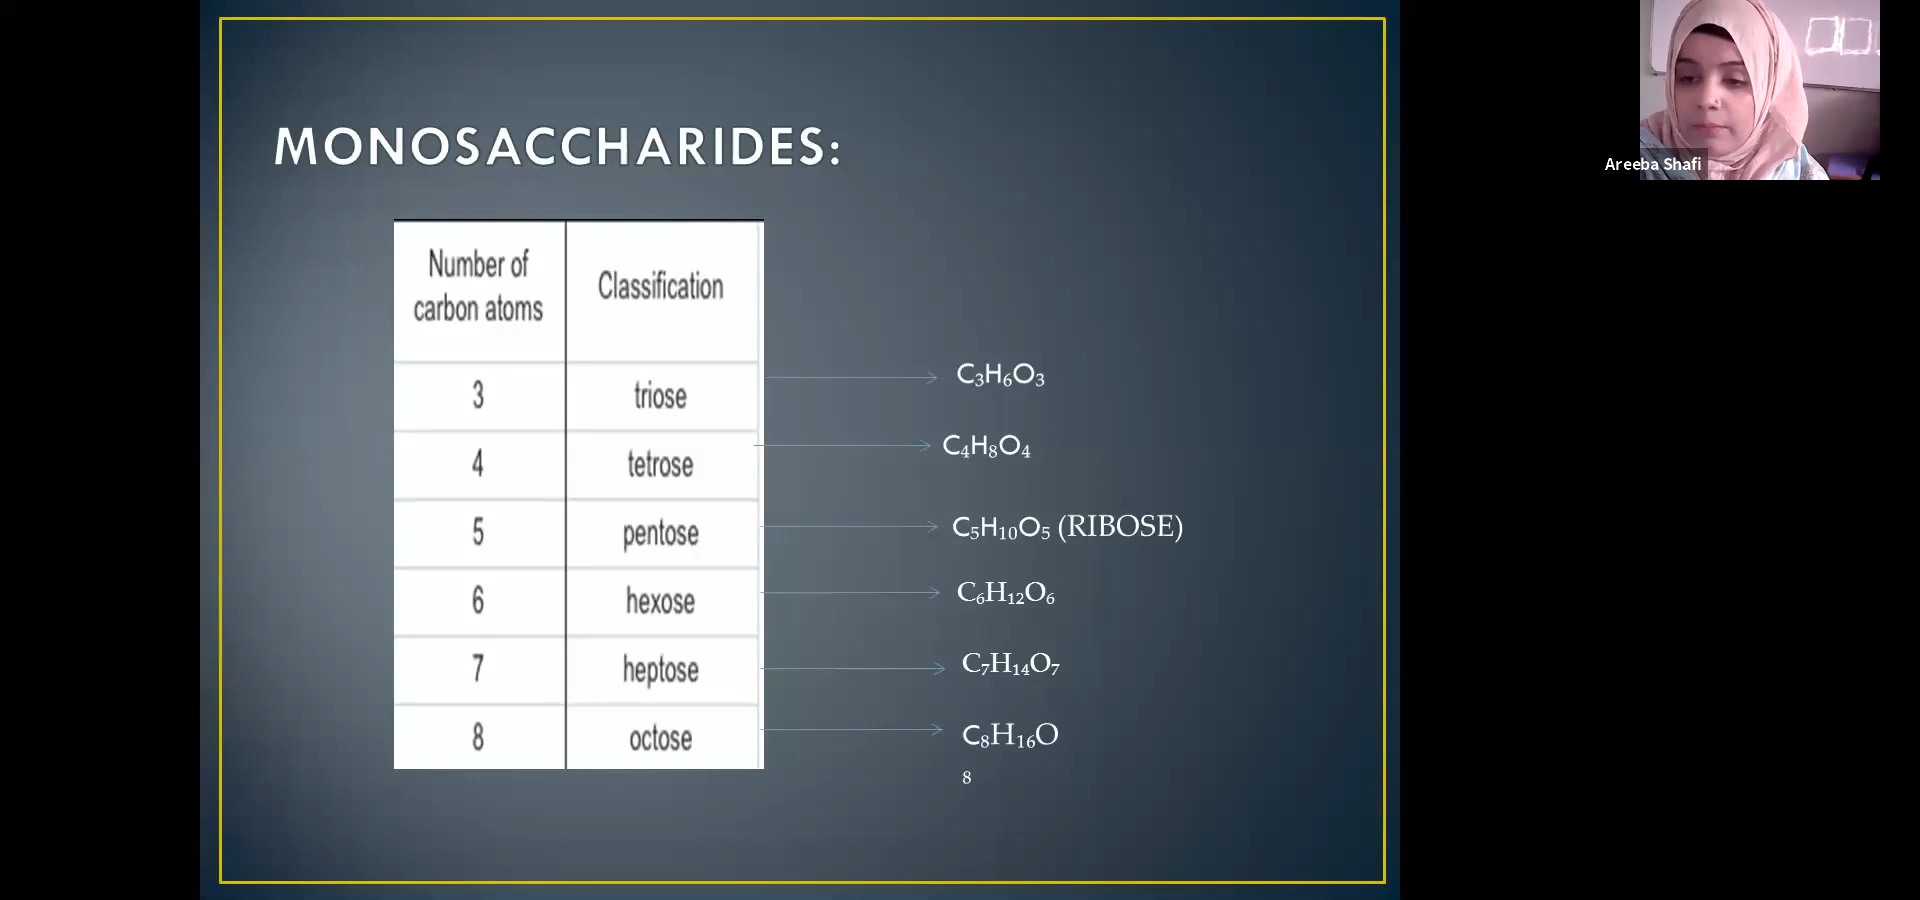 MONOSACCHARIDES:
Number of
carbon atoms
Classification
3 triose C₃H₆O₃
4 tetrose C₄H₈O₄
5 pentose C₅H₁₀O₅ (RIBOSE)
6 hexose C₆H₁₂O₆
7 heptose C₇H₁₄O₇
8 octose C₈H₁₆O
₈
Areeba Shafi